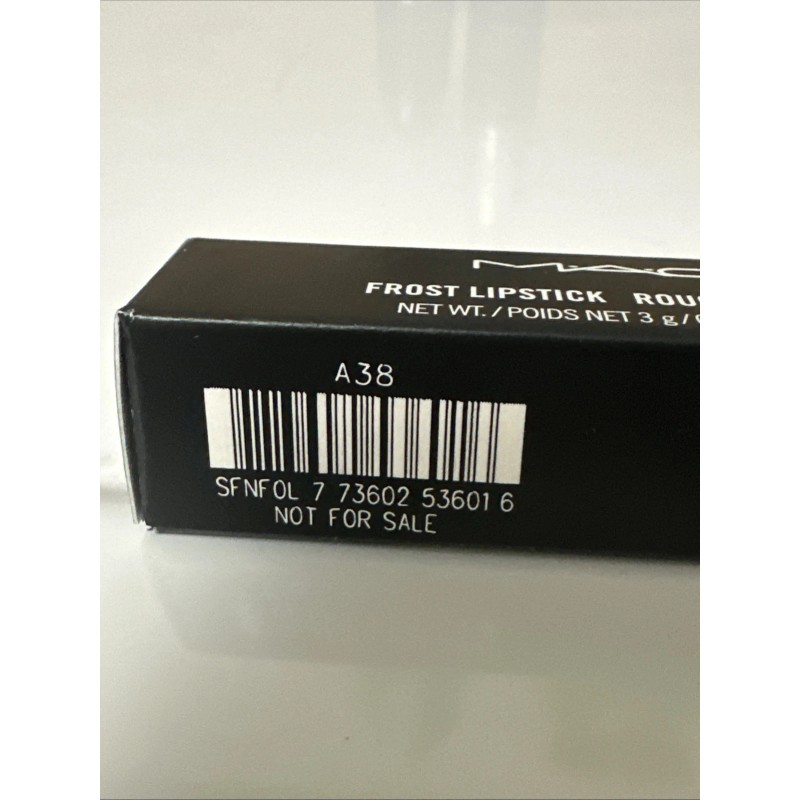 MAC
FROST LIPSTICK ROU
NET WT. / POIDS NET 3 g /
A38
SFNFOL 7 73602 53601 6
NOT FOR SALE